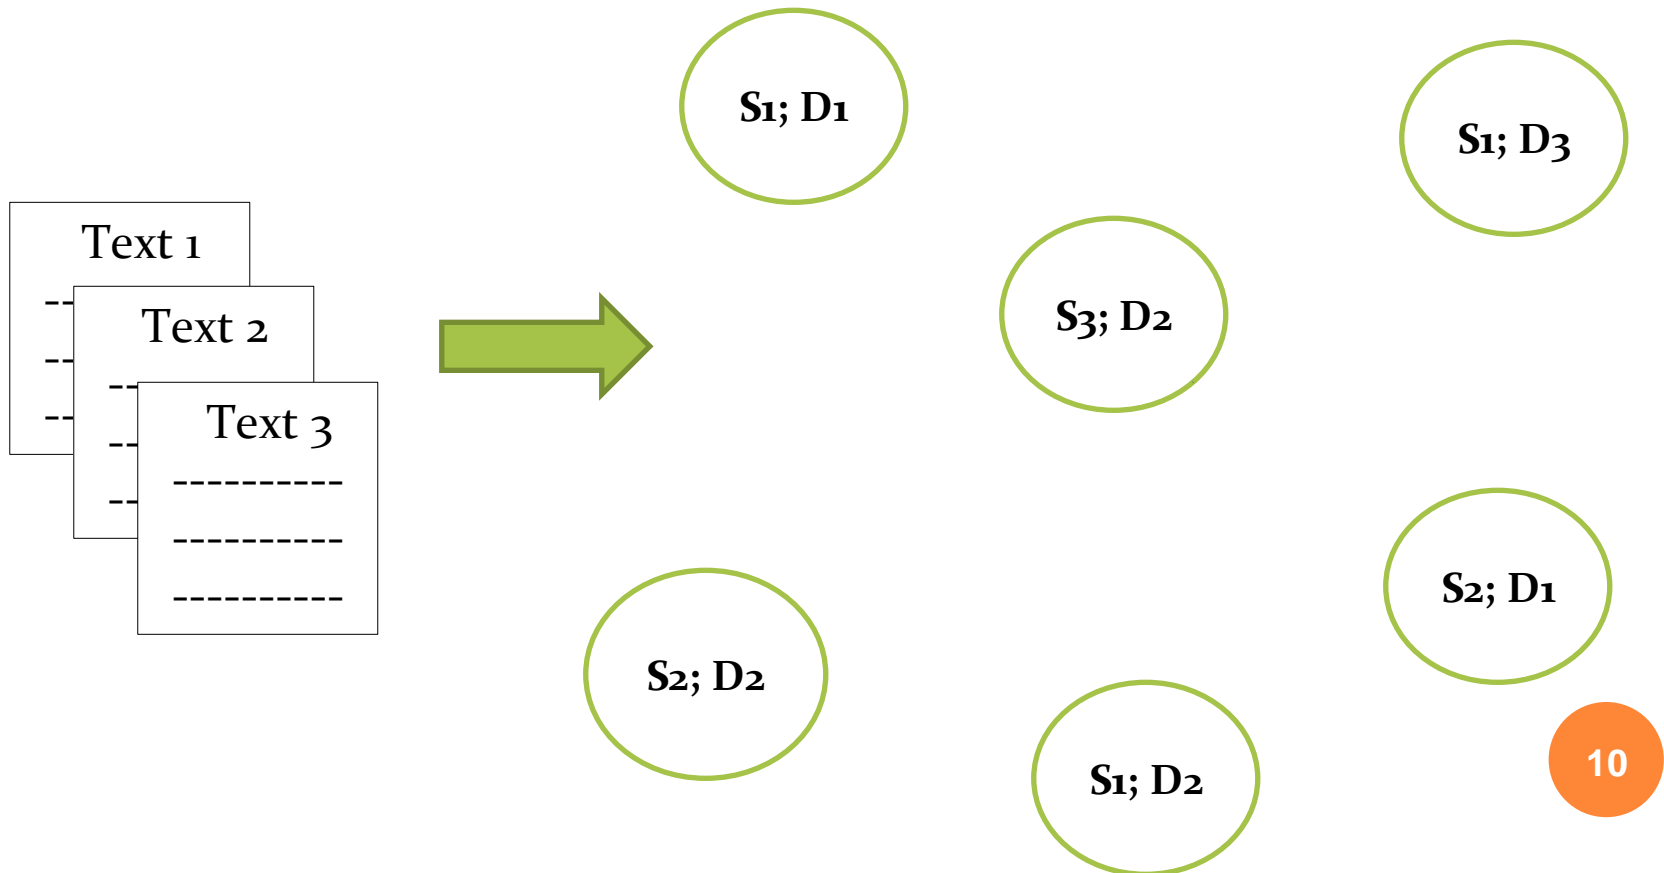 Text 1
Text 2
Text 3
S1; D1
S1; D3
S3; D2
S2; D1
S2; D2
S1; D2
10